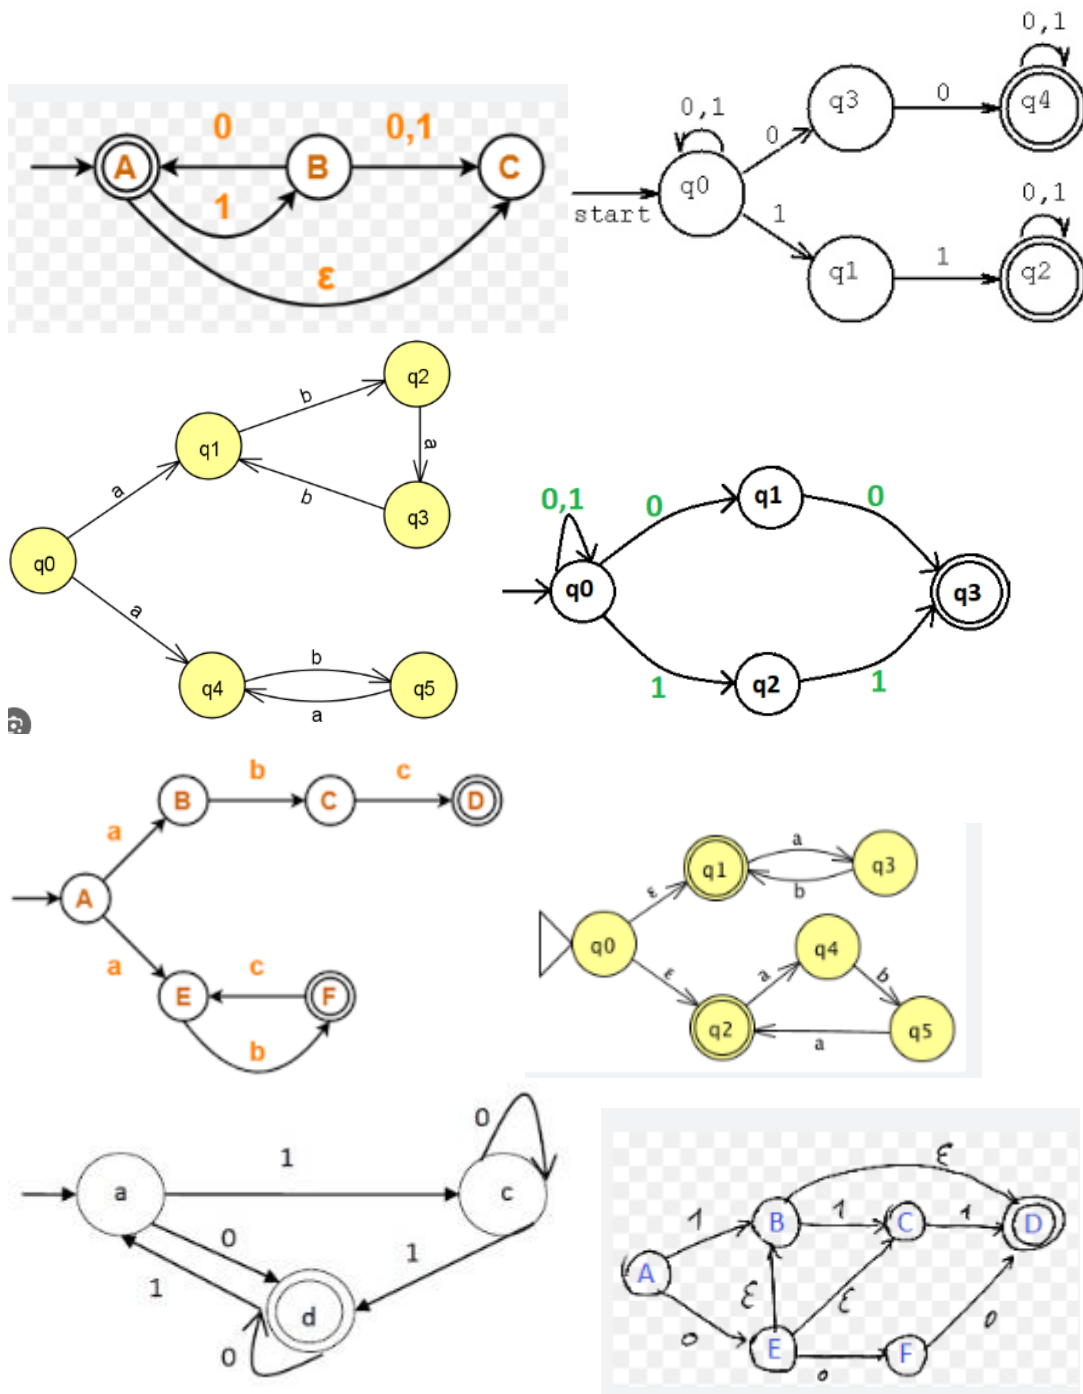 0 0,1
A B C
1
ε
0,1
q3 0 q4
0,1
0
q0
start
1
0,1
q1 1 q2
q2
b
q1
a
a
b
q3
q0
a
b
q4 q5
a
0,1
0 q1 0
q0 q3
1 q2 1
b c
B C D
a
A
a c
E F
b
a
q1 q3
b
ε
q0
q4
ε
a b
q2 q5
a
0
1
a c
0
1
1
d
0
ε
1 B 1 C 1 D
A
ε ε
0 0
E F
0